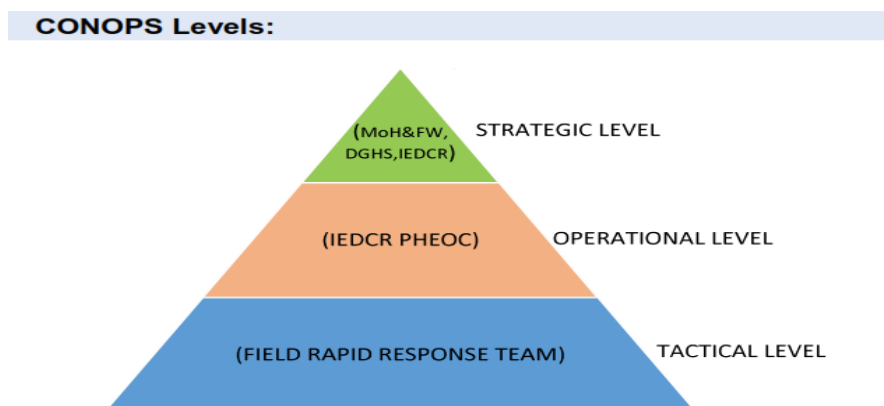 CONOPS Levels:
(MoH&FW,
DGHS,IEDCR)
STRATEGIC LEVEL
(IEDCR PHEOC)
OPERATIONAL LEVEL
(FIELD RAPID RESPONSE TEAM)
TACTICAL LEVEL